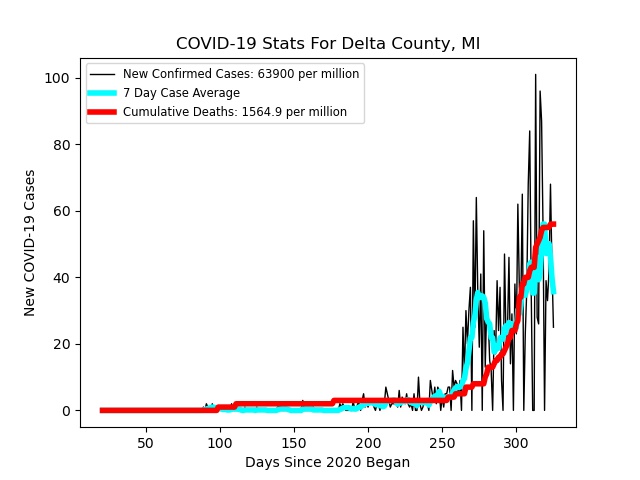 COVID-19 Stats For Delta County, MI
New Confirmed Cases: 63900 per million
7 Day Case Average
Cumulative Deaths: 1564.9 per million
New COVID-19 Cases
100
80
60
40
20
0
50 100 150 200 250 300
Days Since 2020 Began